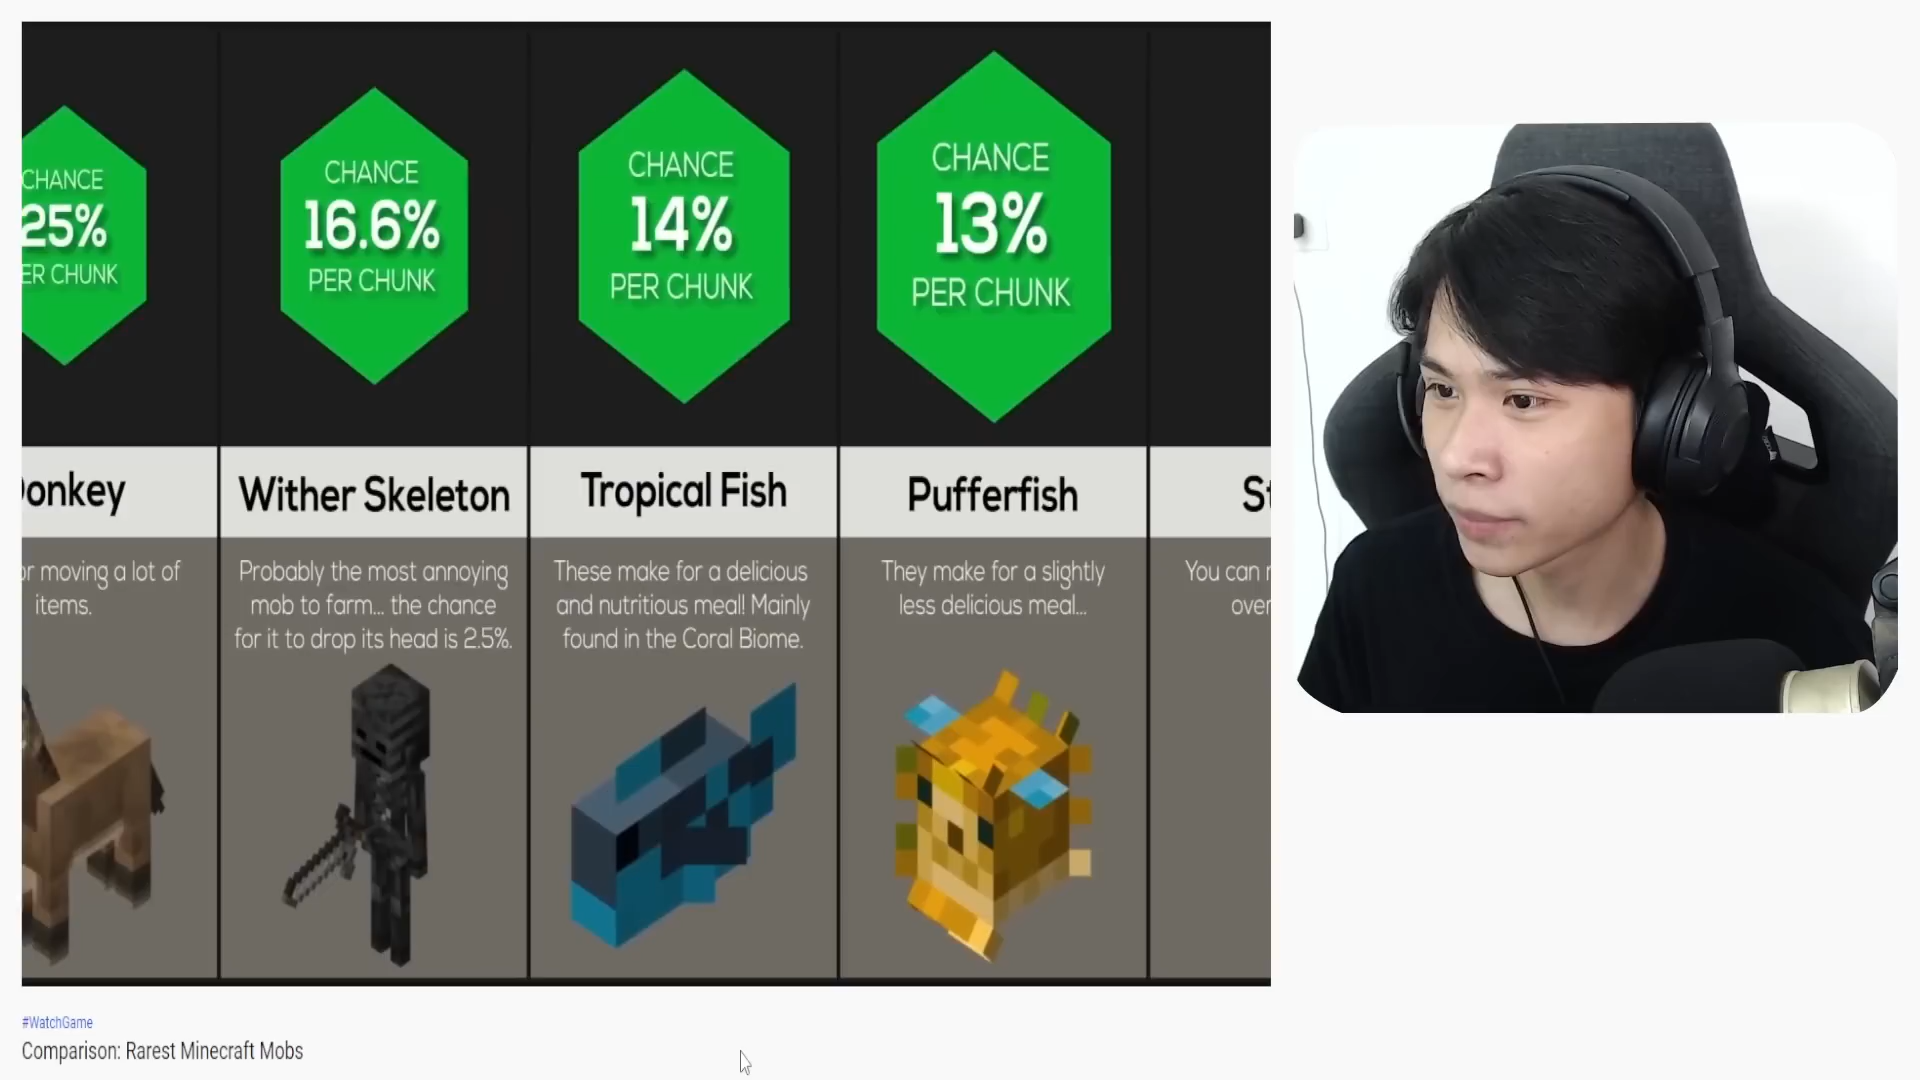 CHANCE
25%
ER CHUNK
onkey
or moving a lot of
items.
CHANCE
16.6%
PER CHUNK
Wither Skeleton
Probably the most annoying
mob to farm... the chance
for it to drop its head is 2.5%.
CHANCE
14%
PER CHUNK
Tropical Fish
These make for a delicious
and nutritious meal! Mainly
found in the Coral Biome.
CHANCE
13%
PER CHUNK
Pufferfish
They make for a slightly
less delicious meal...
St
You can
over
#WatchGame
Comparison: Rarest Minecraft Mobs